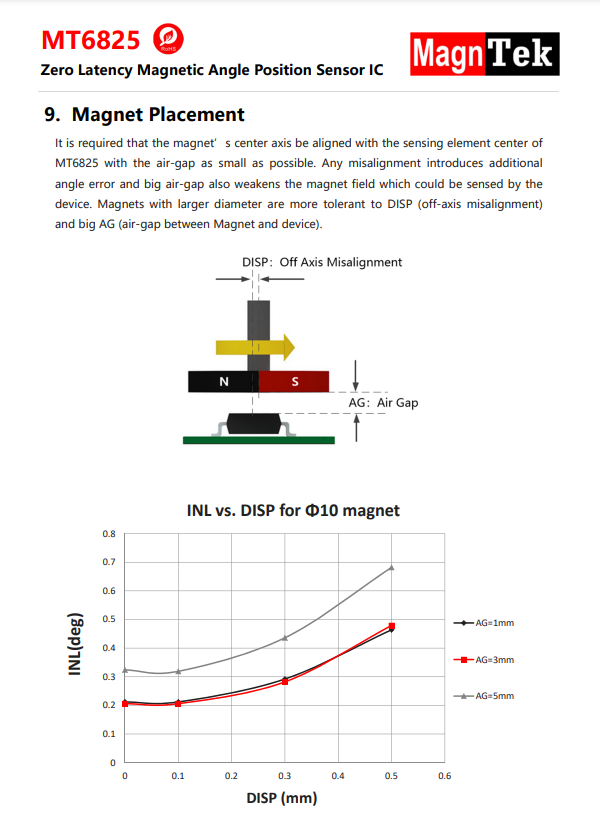 MT6825
RoHS
Zero Latency Magnetic Angle Position Sensor IC
MagnTek
9. Magnet Placement
It is required that the magnet' s center axis be aligned with the sensing element center of
MT6825 with the air-gap as small as possible. Any misalignment introduces additional
angle error and big air-gap also weakens the magnet field which could be sensed by the
device. Magnets with larger diameter are more tolerant to DISP (off-axis misalignment)
and big AG (air-gap between Magnet and device).
DISP: Off Axis Misalignment
N S
AG: Air Gap
INL vs. DISP for Φ10 magnet
0.8
0.7
0.6
0.5
0.4
0.3
0.2
0.1
0
INL(deg)
AG=1mm
AG=3mm
AG=5mm
0 0.1 0.2 0.3 0.4 0.5 0.6
DISP (mm)